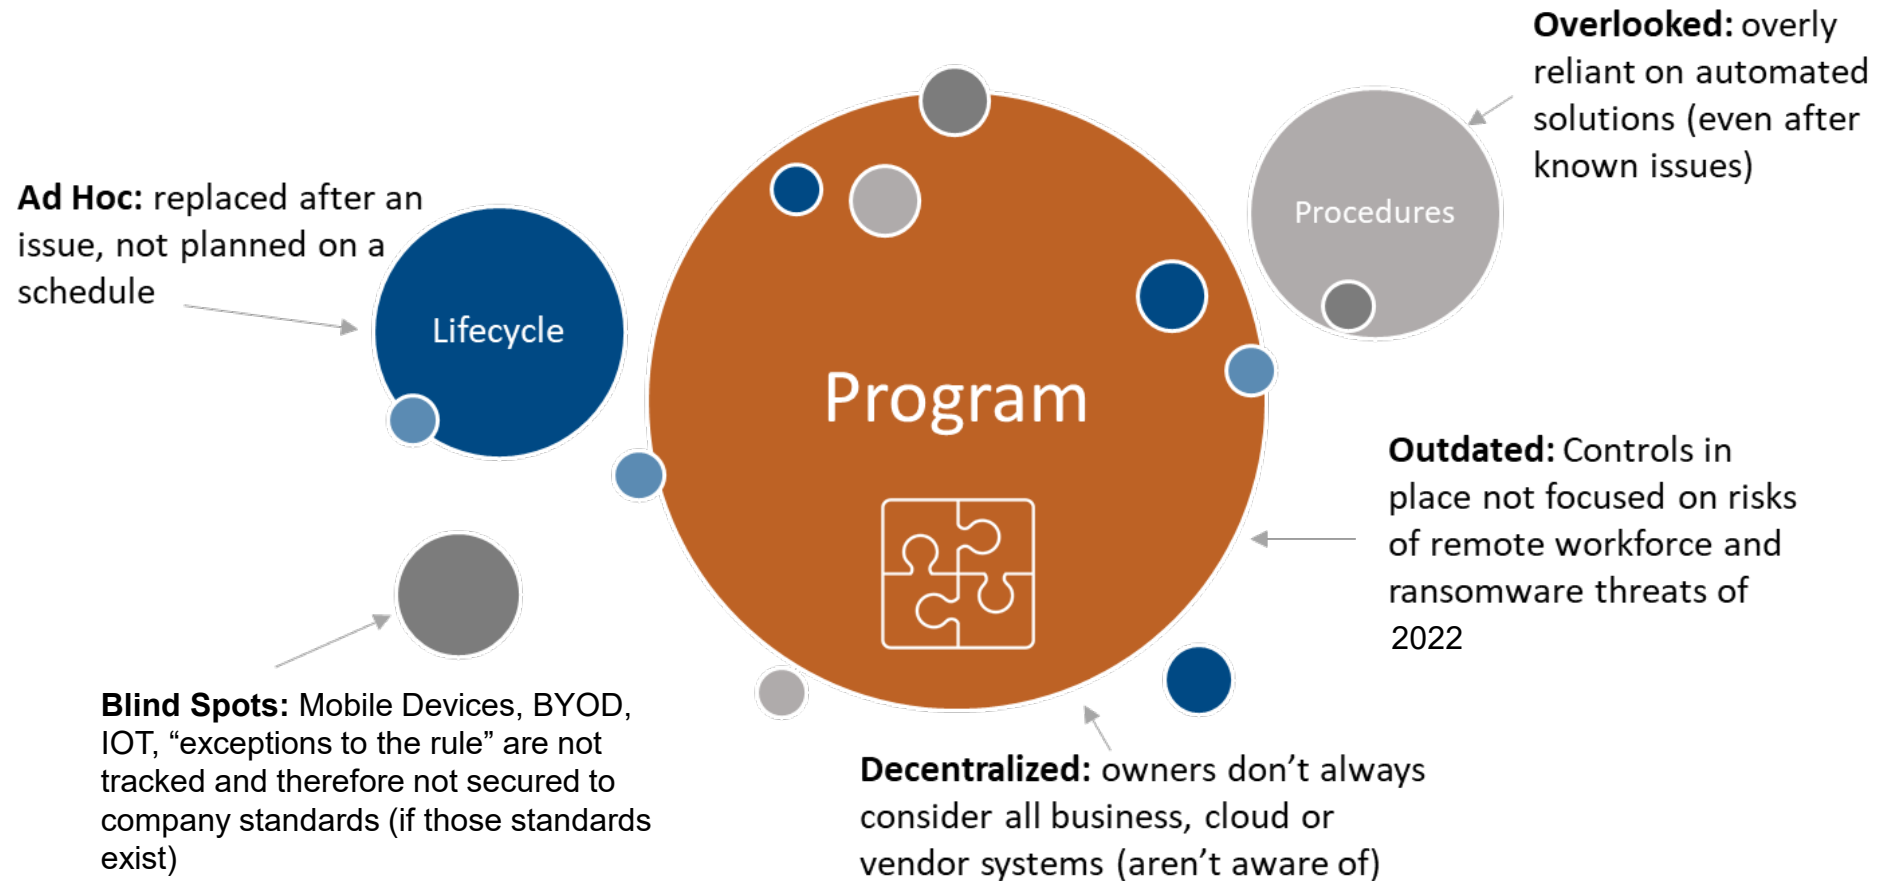 Overlooked: overly
reliant on automated
solutions (even after
known issues)
Procedures
Ad Hoc: replaced after an
issue, not planned on a
schedule
Lifecycle
Program
Outdated: Controls in
place not focused on risks
of remote workforce and
ransomware threats of
2022
Blind Spots: Mobile Devices, BYOD,
IOT, “exceptions to the rule” are not
tracked and therefore not secured to
company standards (if those standards
exist)
Decentralized: owners don’t always
consider all business, cloud or
vendor systems (aren’t aware of)